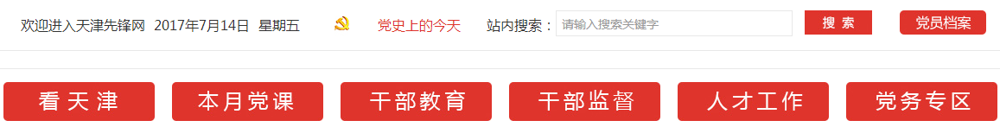 欢迎进入天津先锋网 2017年7月14日 星期五 党史上的今天 站内搜索： 请输入搜索关键字 搜 索 党员档案
看天津 本月党课 干部教育 干部监督 人才工作 党务专区